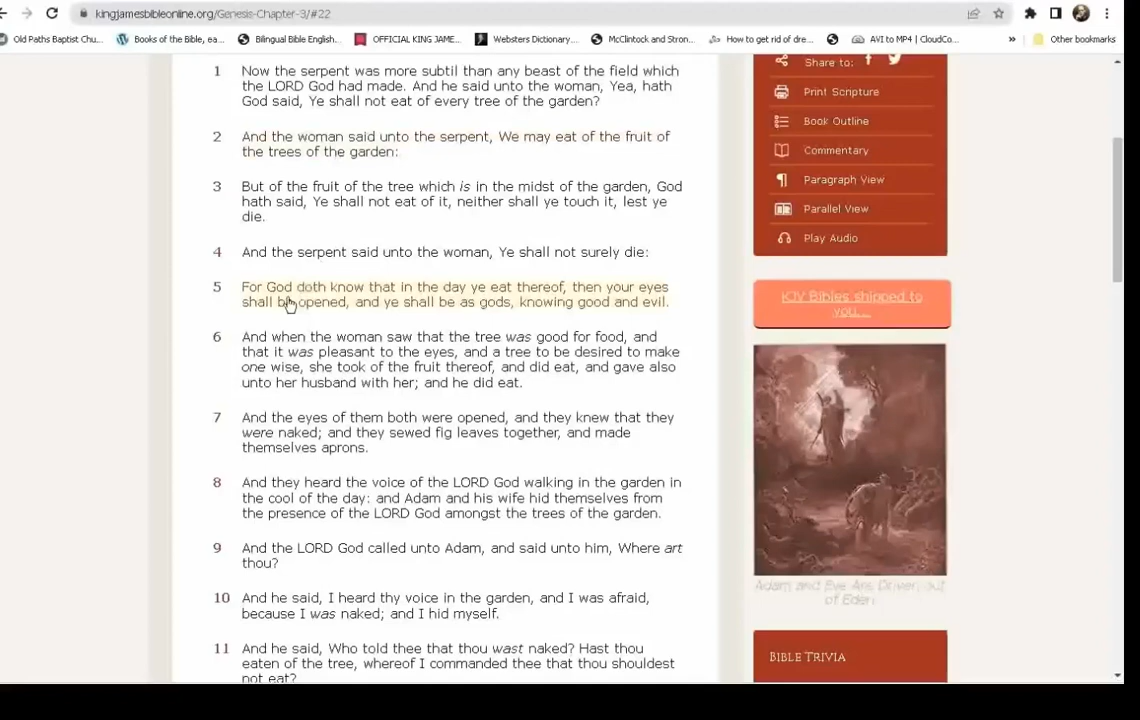 kingjamesbibleonline.org/Genesis-Chapter-3/#22
Old Paths Baptist Chu... Books of the Bible, ea... Bilingual Bible English... OFFICIAL KING JAME... Websters Dictionary... McClintock and Stron... How to get rid of dre... AVI to MP4 | CloudCo... » Other bookmarks
1 Now the serpent was more subtil than any beast of the field which
the LORD God had made. And he said unto the woman, Yea, hath
God said, Ye shall not eat of every tree of the garden?
2 And the woman said unto the serpent, We may eat of the fruit of
the trees of the garden:
3 But of the fruit of the tree which is in the midst of the garden, God
hath said, Ye shall not eat of it, neither shall ye touch it, lest ye
die.
4 And the serpent said unto the woman, Ye shall not surely die:
5 For God doth know that in the day ye eat thereof, then your eyes
shall be opened, and ye shall be as gods, knowing good and evil.
6 And when the woman saw that the tree was good for food, and
that it was pleasant to the eyes, and a tree to be desired to make
one wise, she took of the fruit thereof, and did eat, and gave also
unto her husband with her; and he did eat.
7 And the eyes of them both were opened, and they knew that they
were naked; and they sewed fig leaves together, and made
themselves aprons.
8 And they heard the voice of the LORD God walking in the garden in
the cool of the day: and Adam and his wife hid themselves from
the presence of the LORD God amongst the trees of the garden.
9 And the LORD God called unto Adam, and said unto him, Where art
thou?
10 And he said, I heard thy voice in the garden, and I was afraid,
because I was naked; and I hid myself.
11 And he said, Who told thee that thou wast naked? Hast thou
eaten of the tree, whereof I commanded thee that thou shouldest
not eat?
Share to:
Print Scripture
Book Outline
Commentary
Paragraph View
Parallel View
Play Audio
KJV Bibles shipped to
you...
Adam and Eve Are Driven out
of Eden
BIBLE TRIVIA